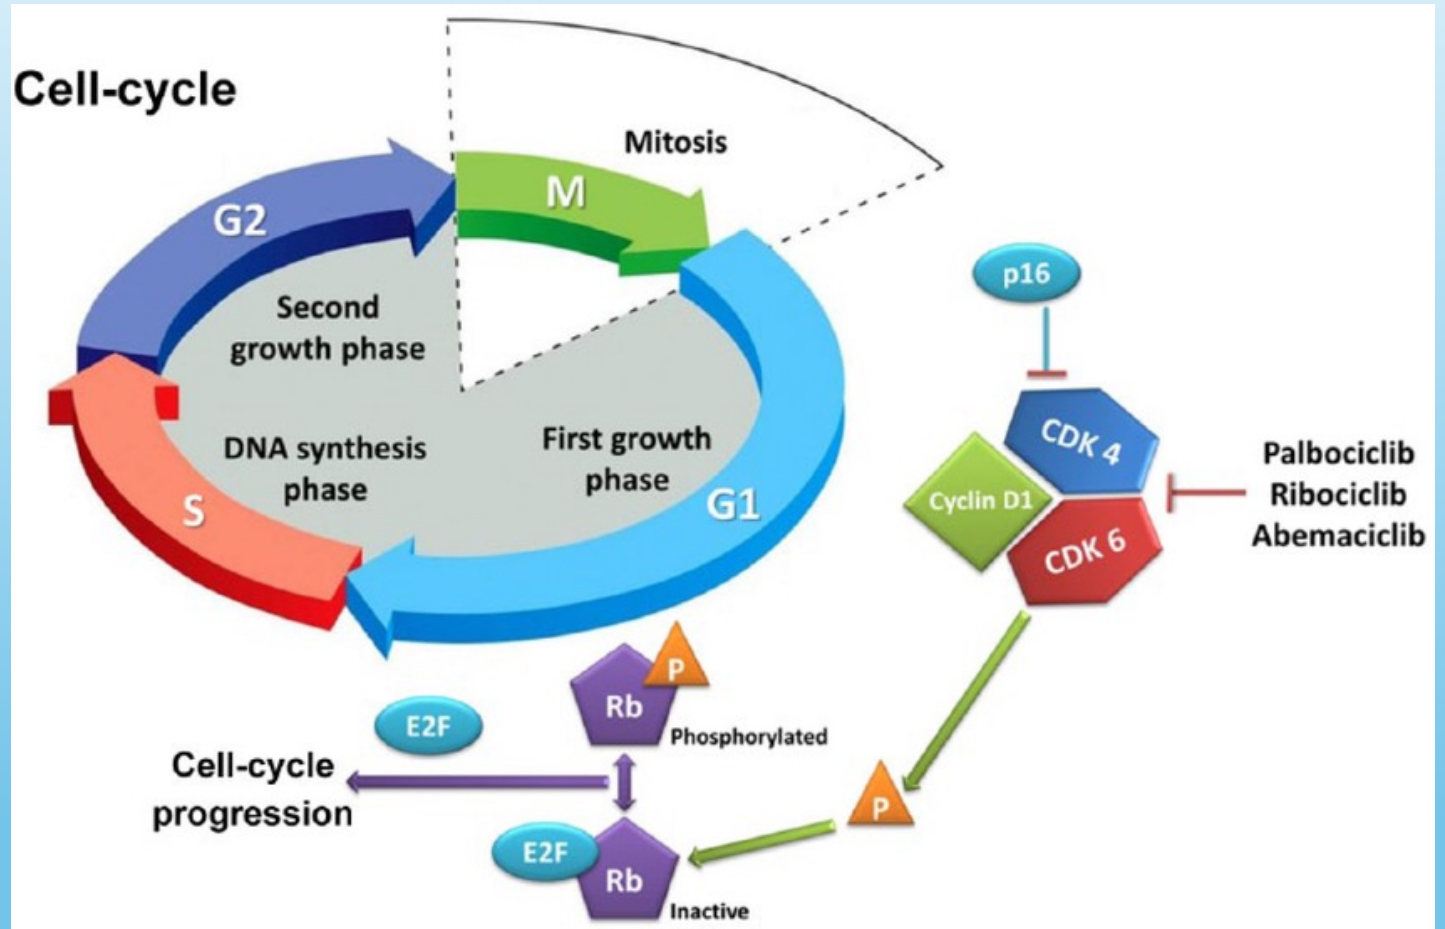 Cell-cycle
Mitosis
M
G2
Second
growth phase
DNA synthesis
phase
S
First growth
phase
G1
p16
CDK 4
Cyclin D1
CDK 6
Palbociclib
Ribociclib
Abemaciclib
P
Rb
Phosphorylated
E2F
Cell-cycle
progression
P
E2F
Rb
Inactive